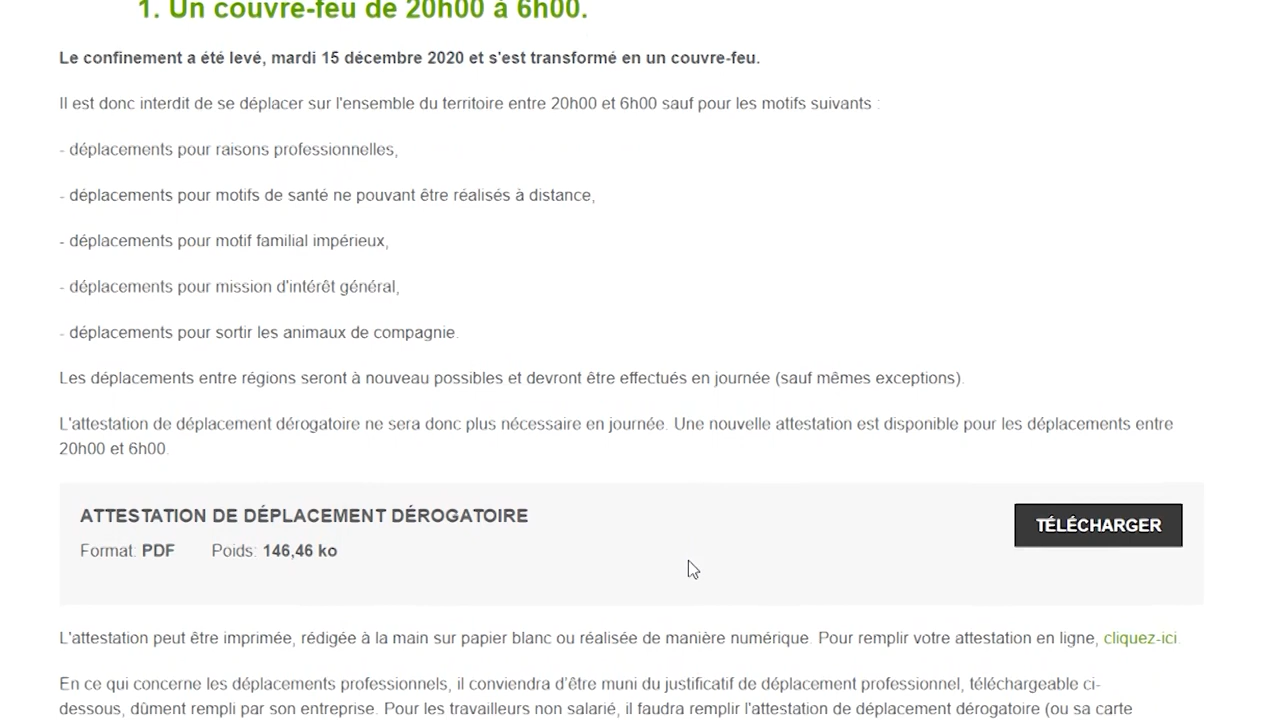 1. Un couvre-feu de 20h00 à 6h00.
Le confinement a été levé, mardi 15 décembre 2020 et s'est transformé en un couvre-feu.
Il est donc interdit de se déplacer sur l'ensemble du territoire entre 20h00 et 6h00 sauf pour les motifs suivants :
- déplacements pour raisons professionnelles,
- déplacements pour motifs de santé ne pouvant être réalisés à distance,
- déplacements pour motif familial impérieux,
- déplacements pour mission d'intérêt général,
- déplacements pour sortir les animaux de compagnie.
Les déplacements entre régions seront à nouveau possibles et devront être effectués en journée (sauf mêmes exceptions).
L'attestation de déplacement dérogatoire ne sera donc plus nécessaire en journée. Une nouvelle attestation est disponible pour les déplacements entre
20h00 et 6h00.
ATTESTATION DE DÉPLACEMENT DÉROGATOIRE
TÉLÉCHARGER
Format: PDF Poids: 146,46 ko
L'attestation peut être imprimée, rédigée à la main sur papier blanc ou réalisée de manière numérique. Pour remplir votre attestation en ligne, cliquez-ici.
En ce qui concerne les déplacements professionnels, il conviendra d'être muni du justificatif de déplacement professionnel, téléchargeable ci-
dessous, dûment rempli par son entreprise. Pour les travailleurs non salarié, il faudra remplir l'attestation de déplacement dérogatoire (ou sa carte